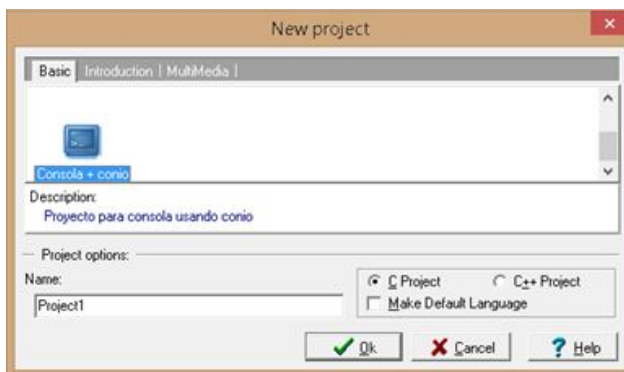 New project
Basic Introduction MultiMedia
Consola + conio
Description:
Proyecto para consola usando conio
Project options:
Name:
Project1
C Project C++ Project
Make Default Language
Ok Cancel Help